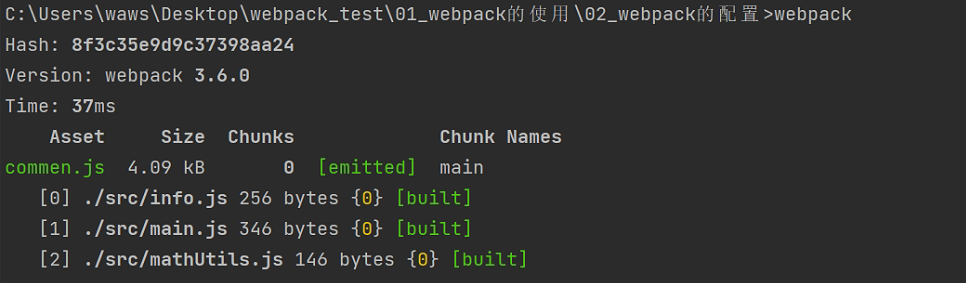 C:\Users\waws\Desktop\webpack_test\01_webpack的使用\02_webpack的配置>webpack
Hash: 8f3c35e9d9c37398aa24
Version: webpack 3.6.0
Time: 37ms
Asset Size Chunks Chunk Names
commen.js 4.09 kB 0 [emitted] main
[0] ./src/info.js 256 bytes {0} [built]
[1] ./src/main.js 346 bytes {0} [built]
[2] ./src/mathUtils.js 146 bytes {0} [built]